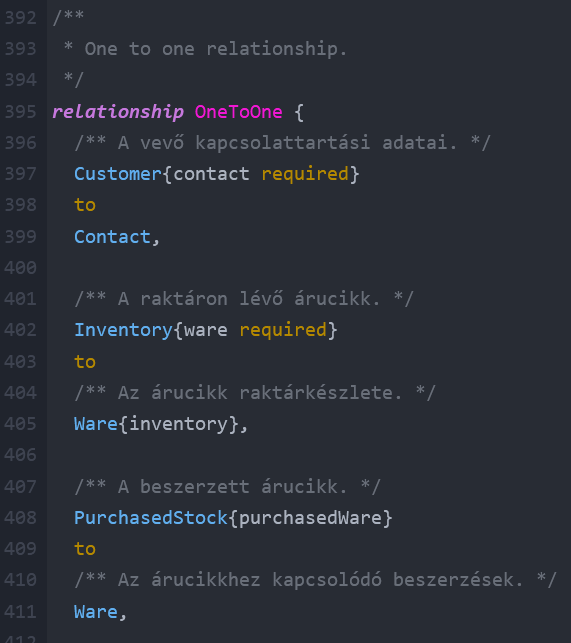 392 /**
393  * One to one relationship.
394  */
395 relationship OneToOne {
396   /** A vevő kapcsolattartási adatai. */
397   Customer{contact required}
398   to
399   Contact,
400
401   /** A raktáron lévő árucikk. */
402   Inventory{ware required}
403   to
404   /** Az árucikk raktárkészlete. */
405   Ware{inventory},
406
407   /** A beszerzett árucikk. */
408   PurchasedStock{purchasedWare}
409   to
410   /** Az árucikkhez kapcsolódó beszerzések. */
411   Ware,
412